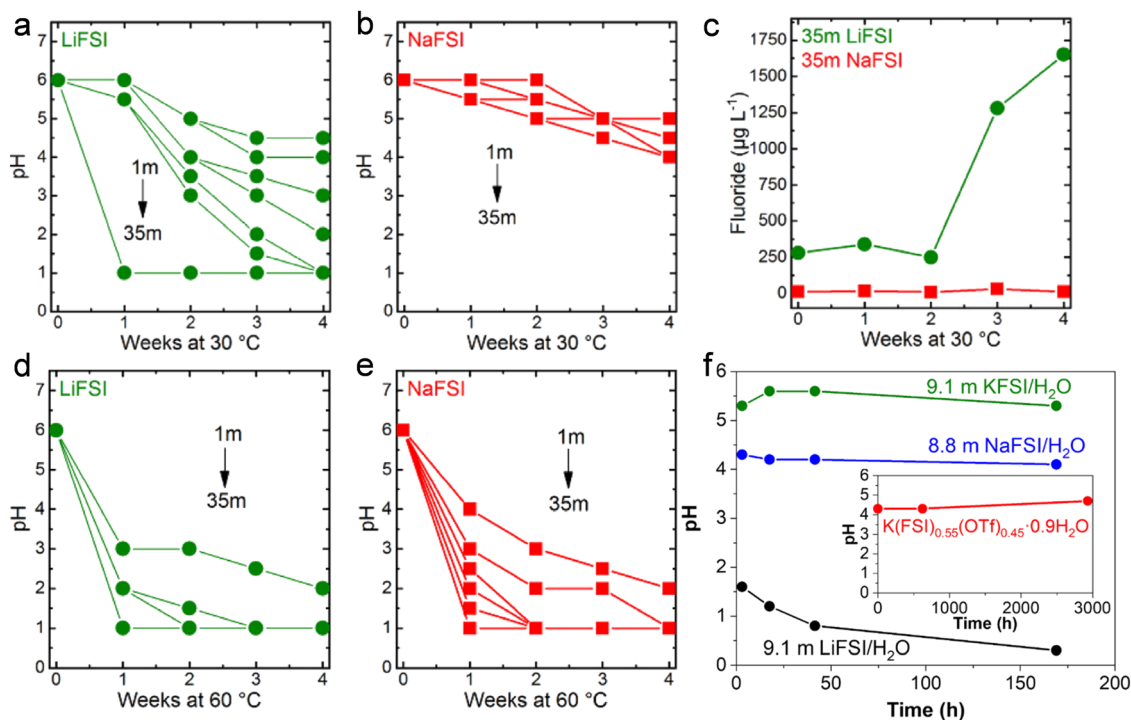 a
LiFSI
7
6
5
4
3
2
1
0
pH
1m
35m
0 1 2 3 4
Weeks at 30 °C
b
NaFSI
7
6
5
4
3
2
1
0
pH
1m
35m
0 1 2 3 4
Weeks at 30 °C
c
35m LiFSI
35m NaFSI
1750
1500
1250
1000
750
500
250
0
Fluoride (µg L⁻¹)
0 1 2 3 4
Weeks at 30 °C
d
LiFSI
7
6
5
4
3
2
1
0
pH
1m
35m
0 1 2 3 4
Weeks at 60 °C
e
NaFSI
7
6
5
4
3
2
1
0
pH
1m
35m
0 1 2 3 4
Weeks at 60 °C
f
6
5
4
3
2
1
0
pH
9.1 m KFSI/H₂O
8.8 m NaFSI/H₂O
6
5
4
3
2
1
0
pH
K(FSI)₀.₅₅(OTf)₀.₄₅·0.9H₂O
0 1000 2000 3000
Time (h)
9.1 m LiFSI/H₂O
0 50 100 150 200
Time (h)